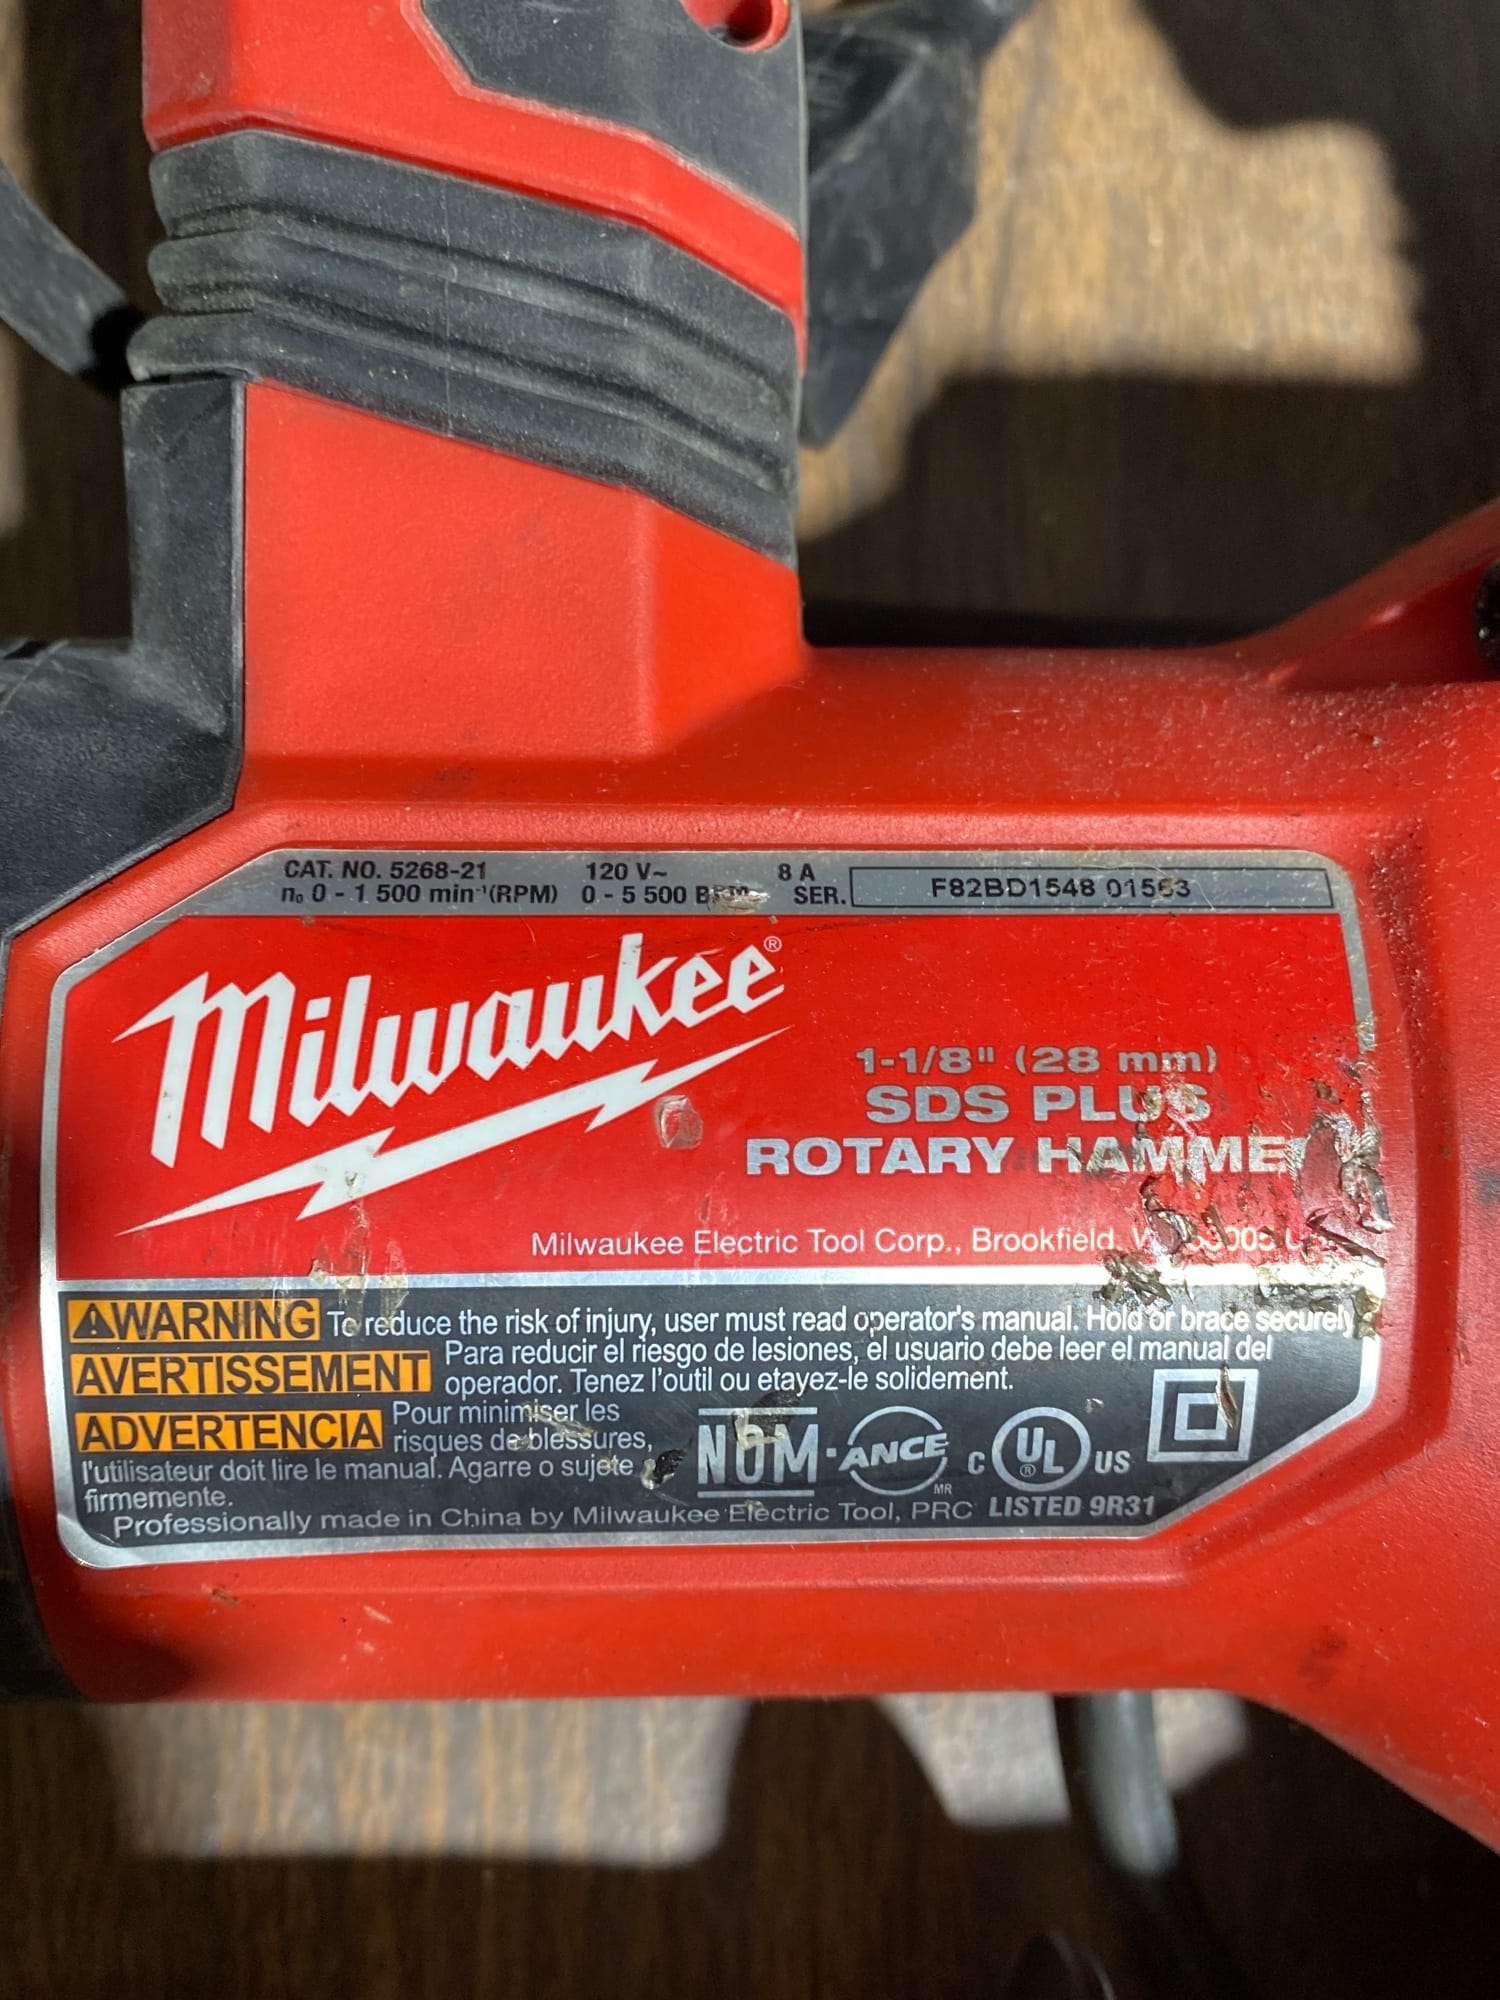 CAT. NO. 5268-21 120 V~ 8 A
n₀ 0 - 1 500 min⁻¹(RPM) 0 - 5 500 SER. F82BD1548 01563
Milwaukee®
1-1/8" (28 mm)
SDS PLUS
ROTARY HAMME
Milwaukee Electric Tool Corp., Brookfield,
⚠WARNING To reduce the risk of injury, user must read operator's manual. Hold or brace securely
AVERTISSEMENT Para reducir el riesgo de lesiones, el usuario debe leer el manual del
operador. Tenez l'outil ou etayez-le solidement.
ADVERTENCIA Pour minimiser les
risques de blessures,
l'utilisateur doit lire le manual. Agarre o sujete
firmemente.
NOM-ANCE MR C UL® US
Professionally made in China by Milwaukee Electric Tool, PRC LISTED 9R31